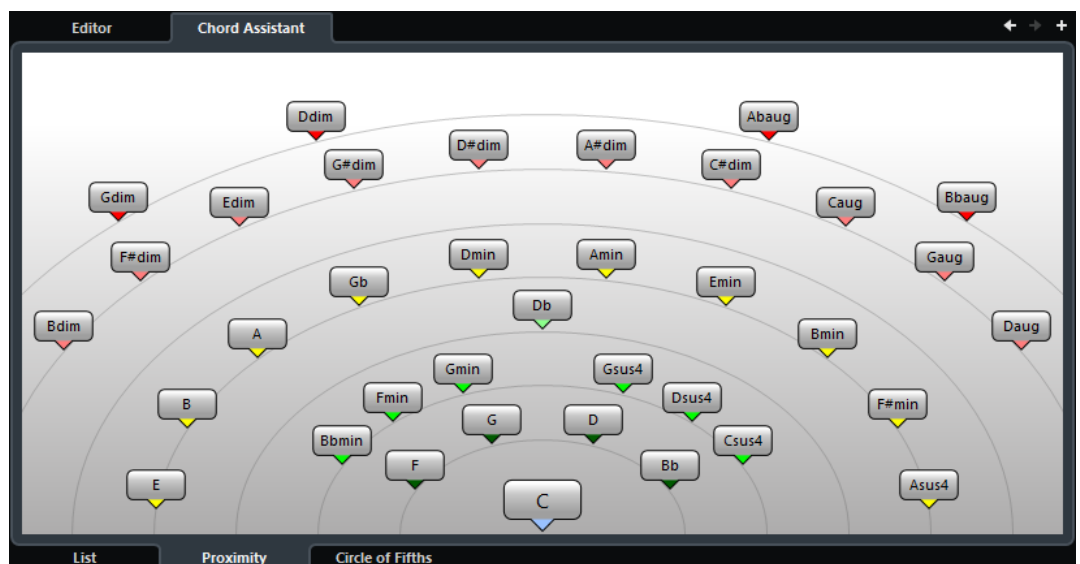 Editor
Chord Assistant
Ddim
Abaug
D#dim
A#dim
G#dim
C#dim
Gdim
Edim
Caug
Bbaug
F#dim
Dmin
Amin
Gaug
Gb
Emin
Db
Bdim
A
Bmin
Daug
Gmin
Gsus4
Fmin
Dsus4
B
F#min
G
D
Bbmin
Csus4
F
Bb
E
C
Asus4
List
Proximity
Circle of Fifths